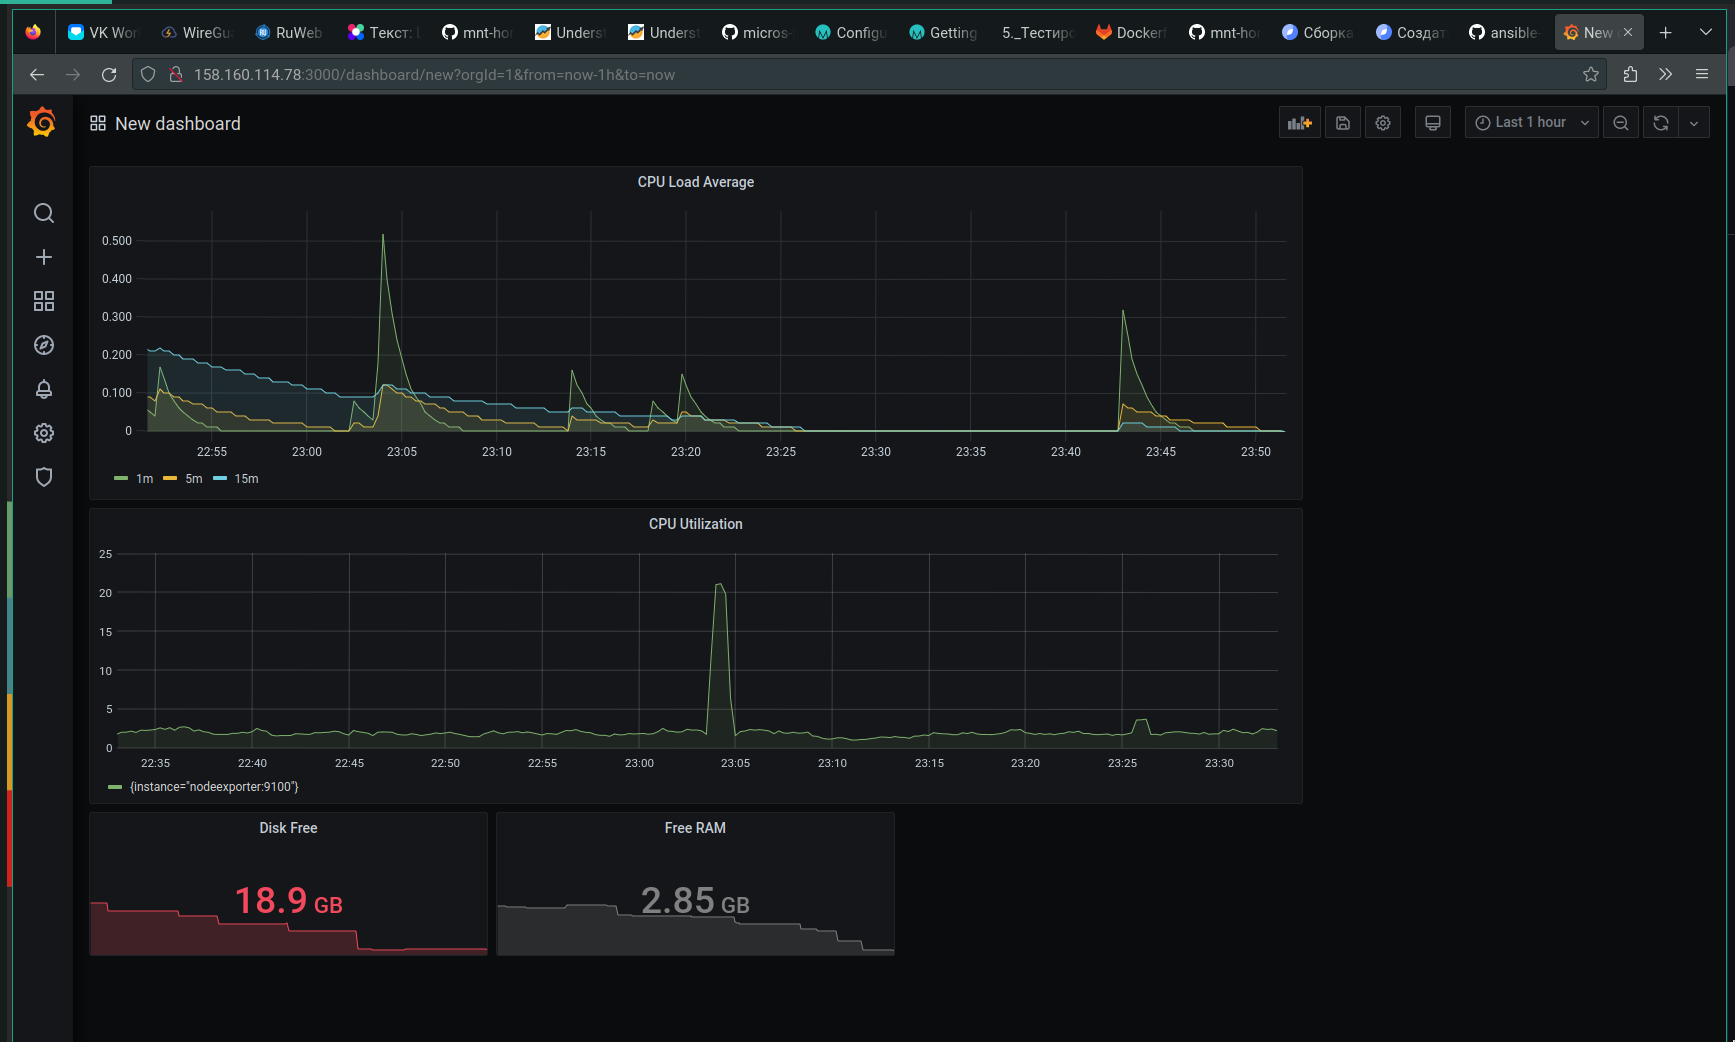 VK Wor WireGu RuWeb Текст: mnt-hor Underst Underst micros- Configu Getting 5._Тестиро Dockerf mnt-hor Сборка Создат ansible- New
158.160.114.78:3000/dashboard/new?orgId=1&from=now-1h&to=now
New dashboard
Last 1 hour
CPU Load Average
0.500
0.400
0.300
0.200
0.100
0
22:55 23:00 23:05 23:10 23:15 23:20 23:25 23:30 23:35 23:40 23:45 23:50
1m 5m 15m
CPU Utilization
25
20
15
10
5
0
22:35 22:40 22:45 22:50 22:55 23:00 23:05 23:10 23:15 23:20 23:25 23:30
{instance="nodeexporter:9100"}
Disk Free
18.9 GB
Free RAM
2.85 GB